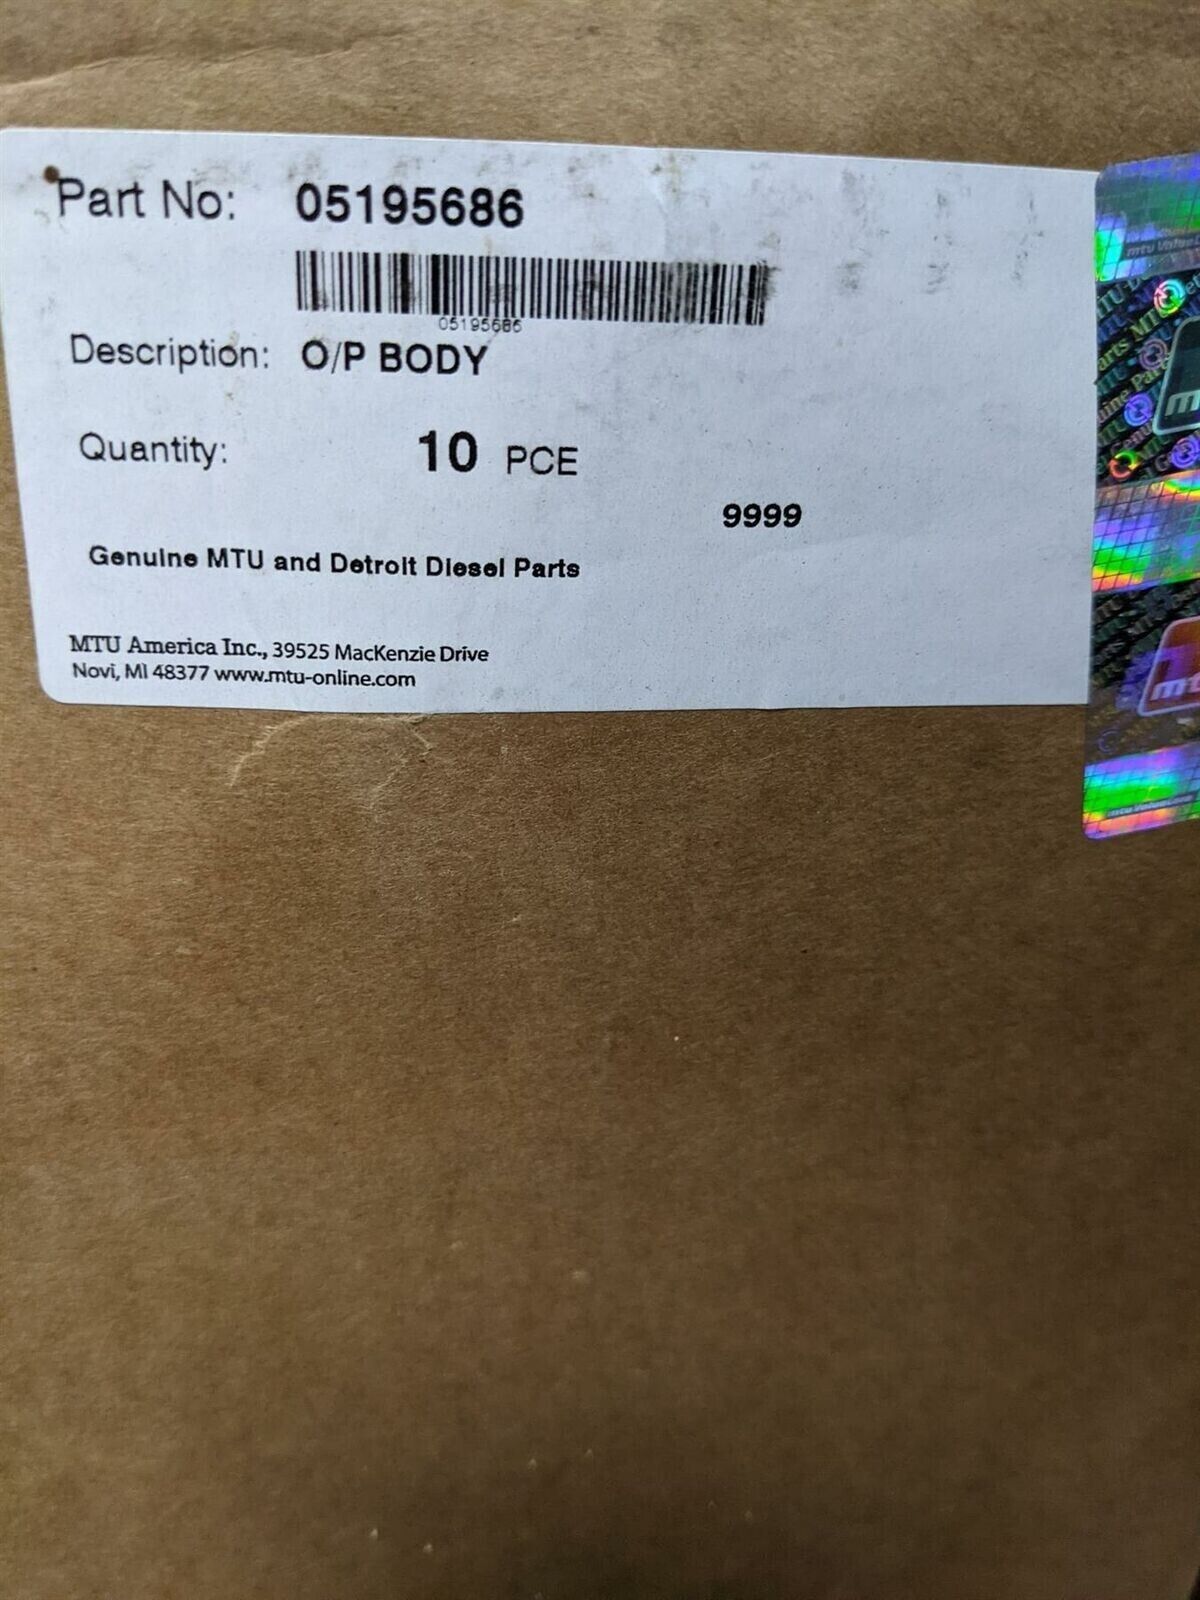 Part No: 05195686
05195686
Description: O/P BODY
Quantity: 10 PCE
9999
Genuine MTU and Detroit Diesel Parts
MTU America Inc., 39525 MacKenzie Drive
Novi, MI 48377 www.mtu-online.com